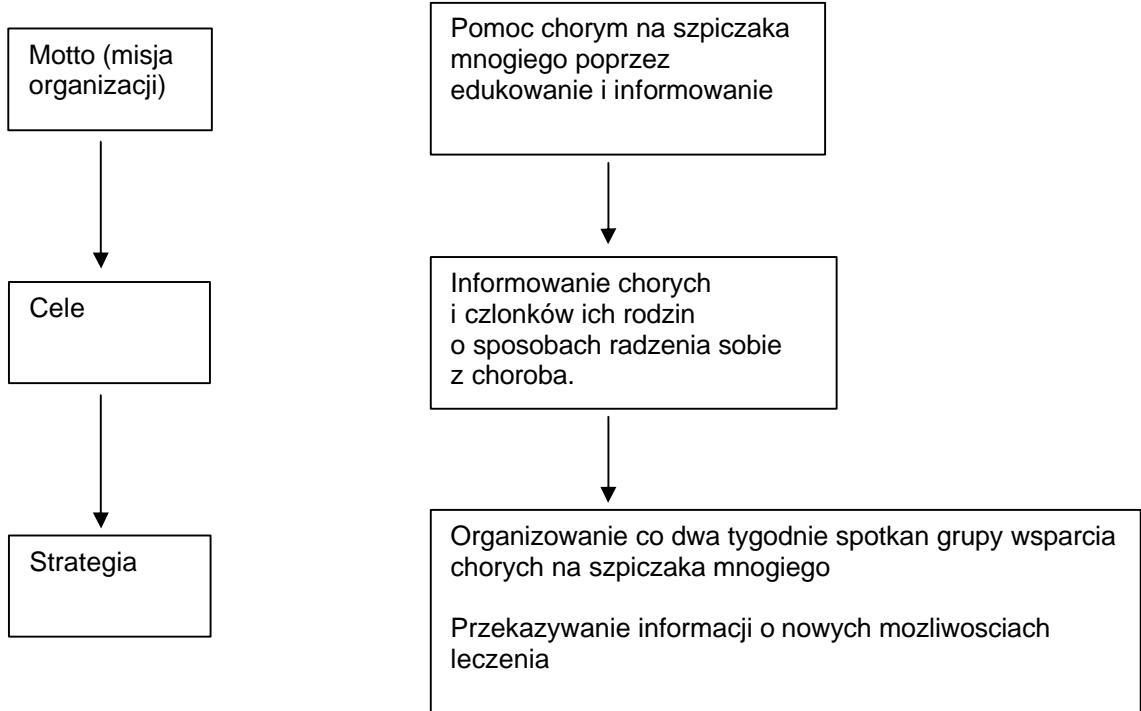 Motto (misja
organizacji)
Pomoc chorym na szpiczaka
mnogiego poprzez
edukowanie i informowanie
Cele
Informowanie chorych
i czlonków ich rodzin
o sposobach radzenia sobie
z choroba.
Strategia
Organizowanie co dwa tygodnie spotkan grupy wsparcia
chorych na szpiczaka mnogiego
Przekazywanie informacji o nowych mozliwosciach
leczenia